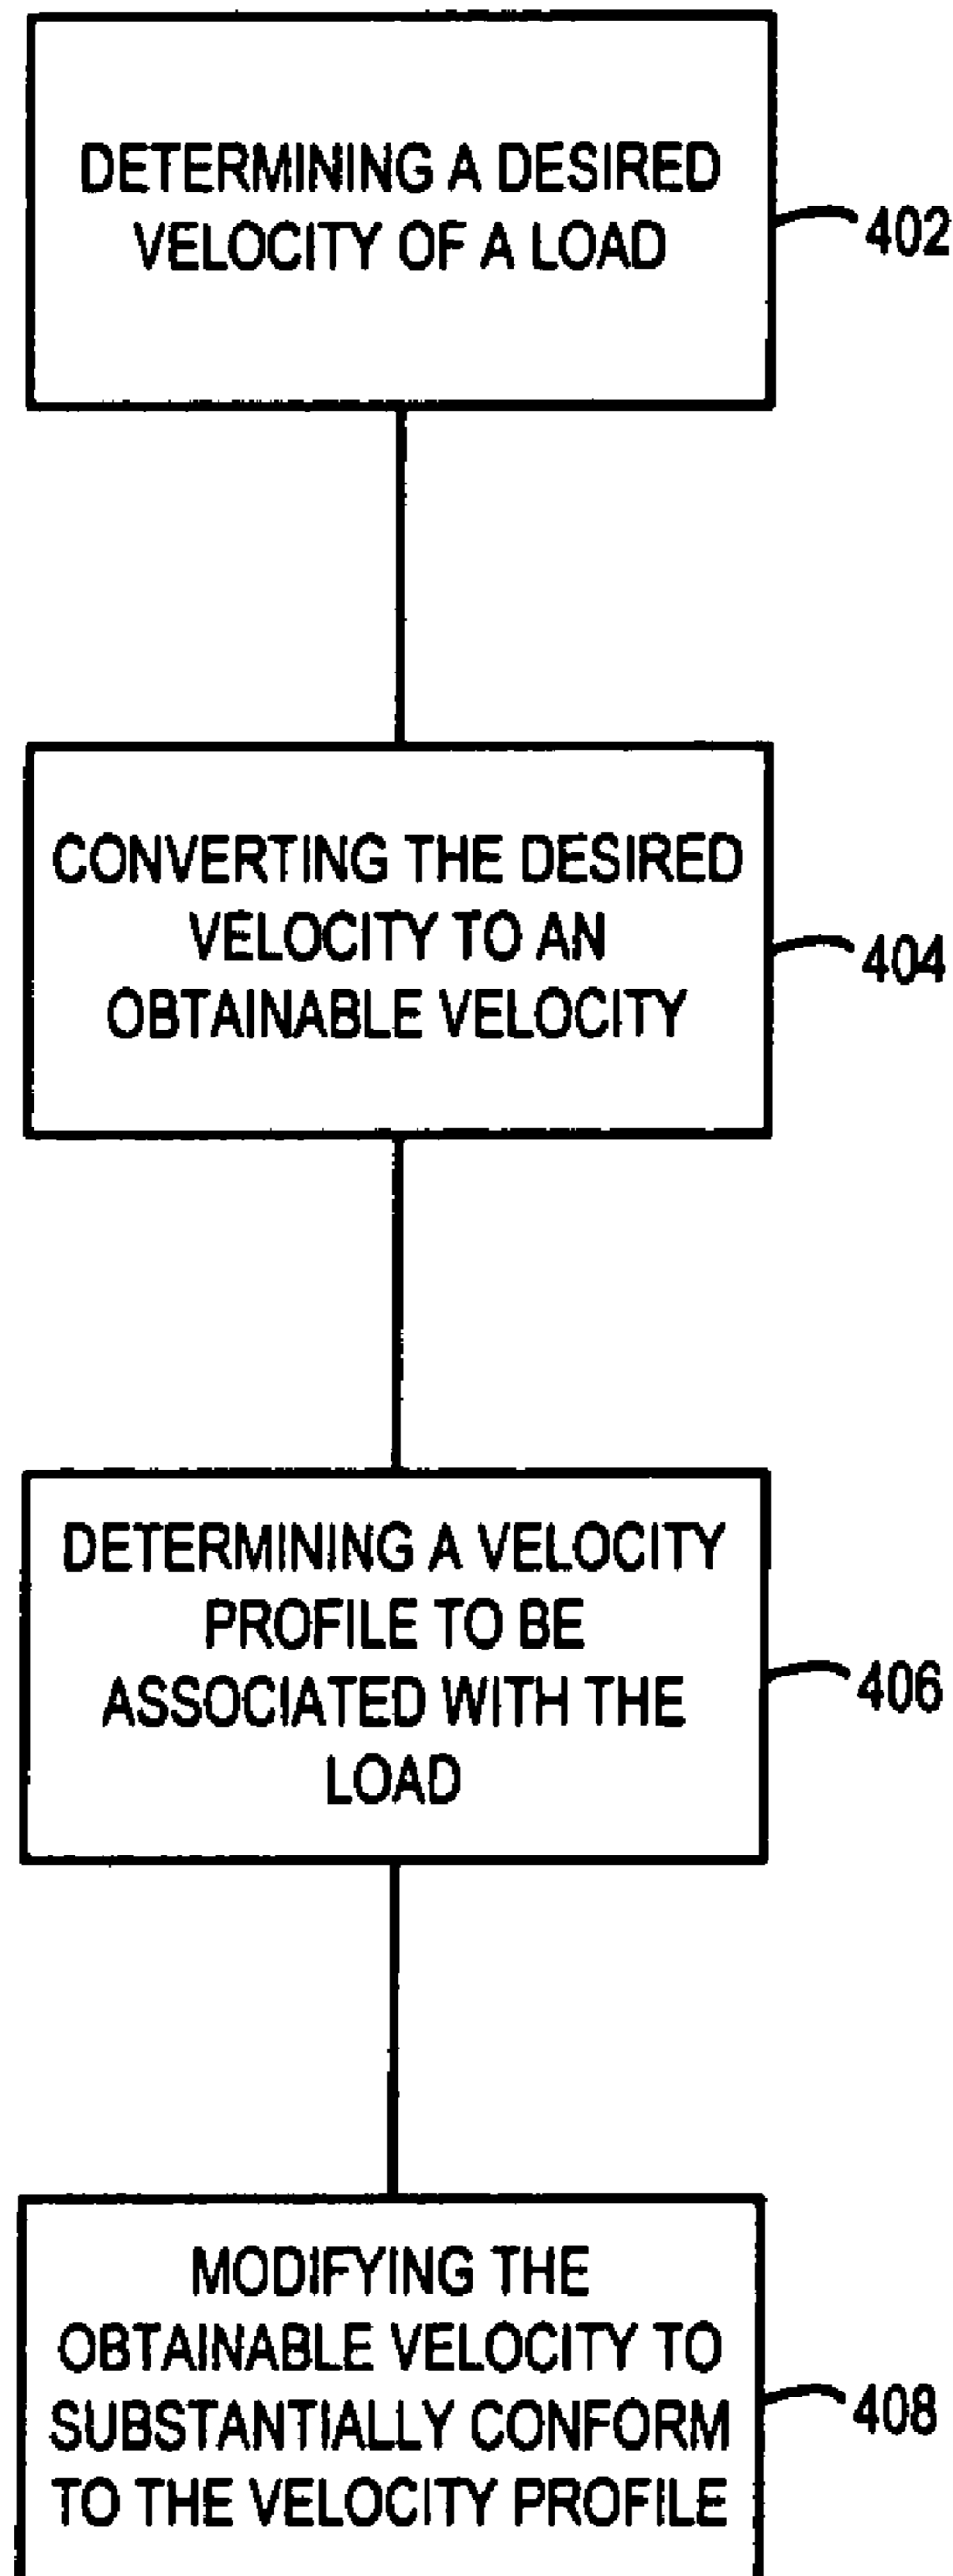 DETERMINING A DESIRED
VELOCITY OF A LOAD
402
CONVERTING THE DESIRED
VELOCITY TO AN
OBTAINABLE VELOCITY
404
DETERMINING A VELOCITY
PROFILE TO BE
ASSOCIATED WITH THE
LOAD
406
MODIFYING THE
OBTAINABLE VELOCITY TO
SUBSTANTIALLY CONFORM
TO THE VELOCITY PROFILE
408